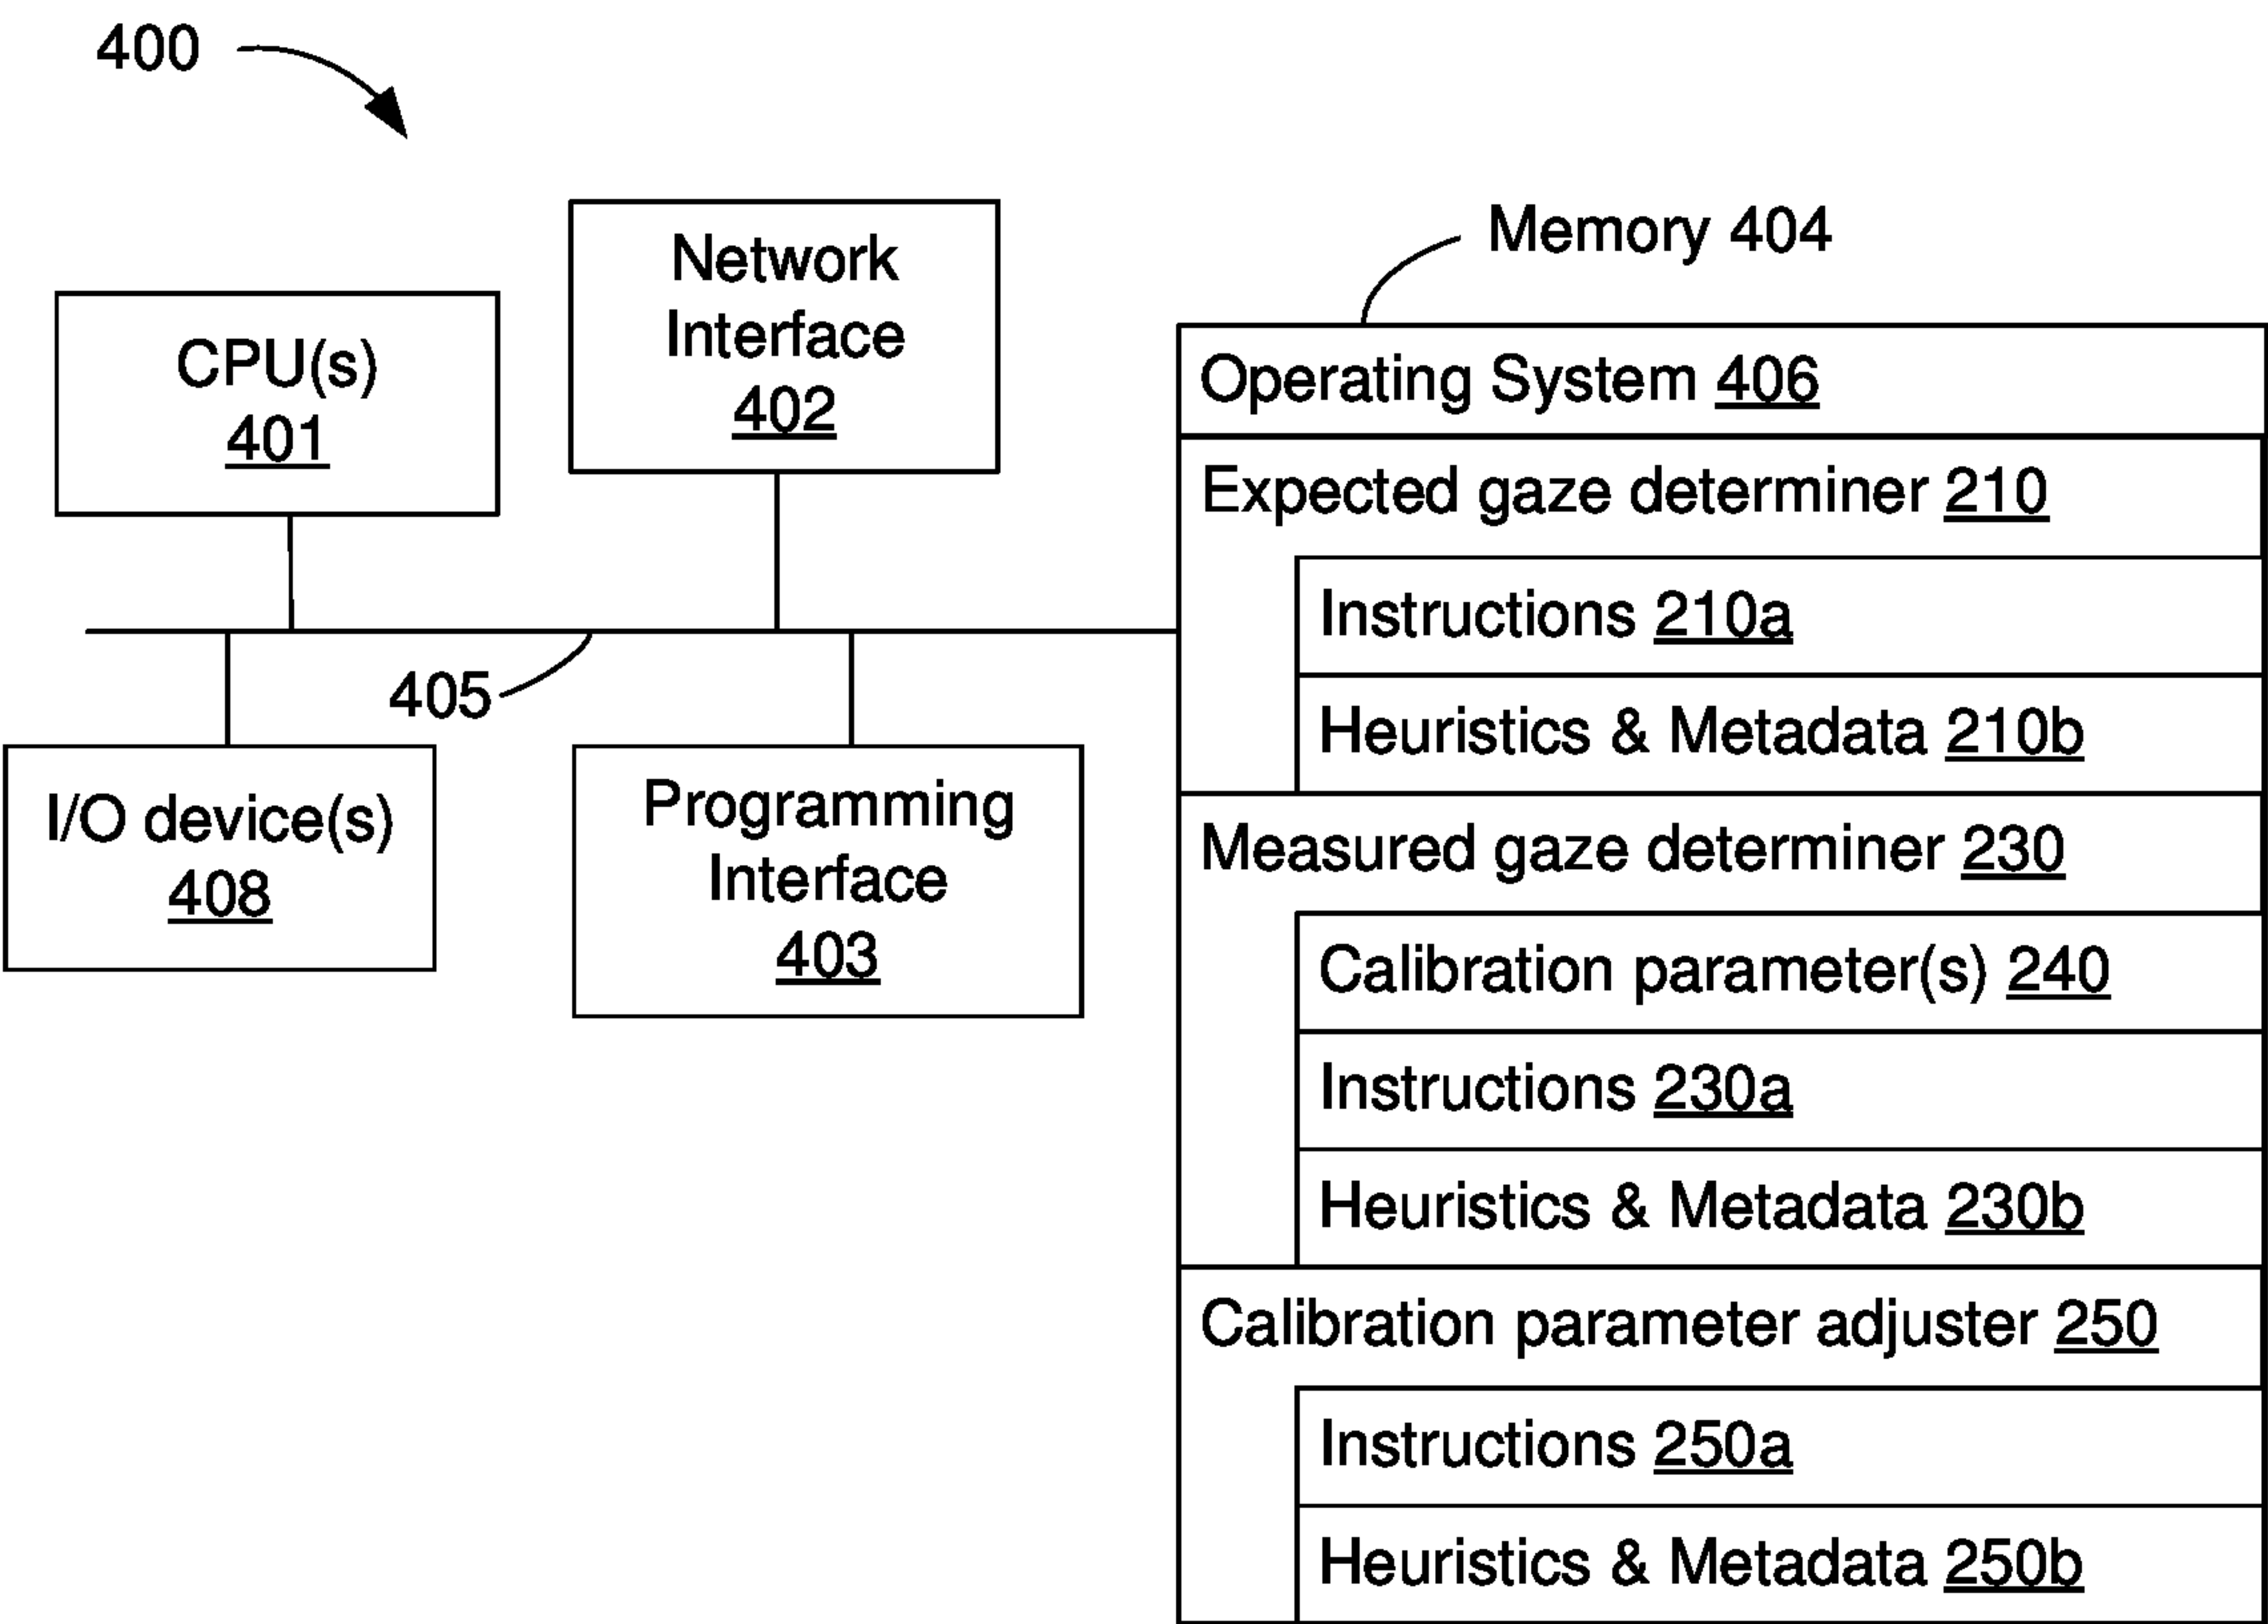 400
Network
Interface
402
Memory 404
CPU(s)
401
Operating System 406
Expected gaze determiner 210
Instructions 210a
405
Heuristics & Metadata 210b
I/O device(s)
408
Programming
Interface
403
Measured gaze determiner 230
Calibration parameter(s) 240
Instructions 230a
Heuristics & Metadata 230b
Calibration parameter adjuster 250
Instructions 250a
Heuristics & Metadata 250b